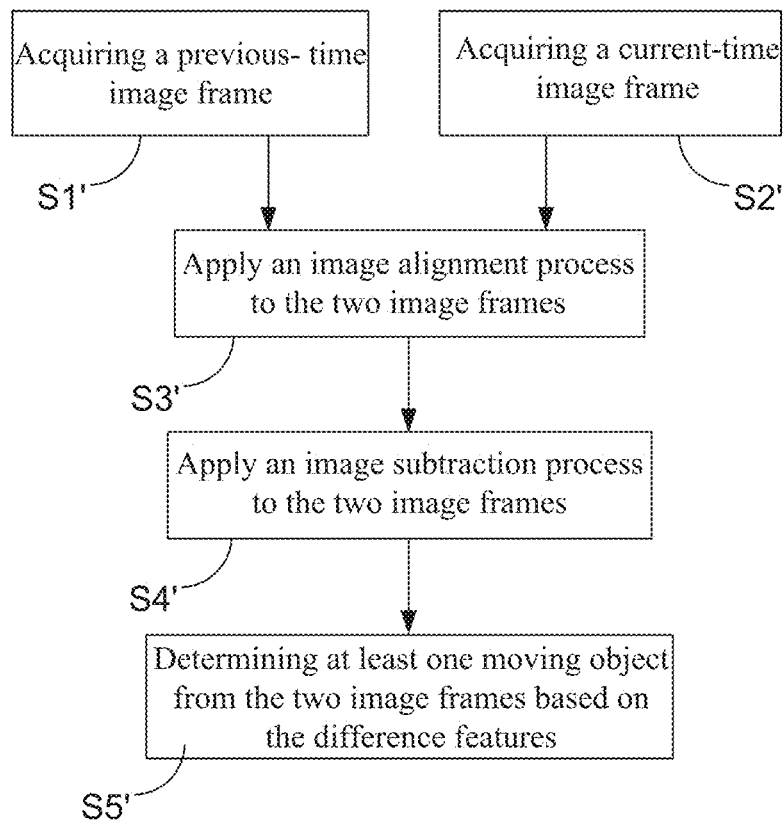 Acquiring a previous- time
image frame
Acquiring a current-time
image frame
S1'
S2'
Apply an image alignment process
to the two image frames
S3'
Apply an image subtraction process
to the two image frames
S4'
Determining at least one moving object
from the two image frames based on
the difference features
S5'